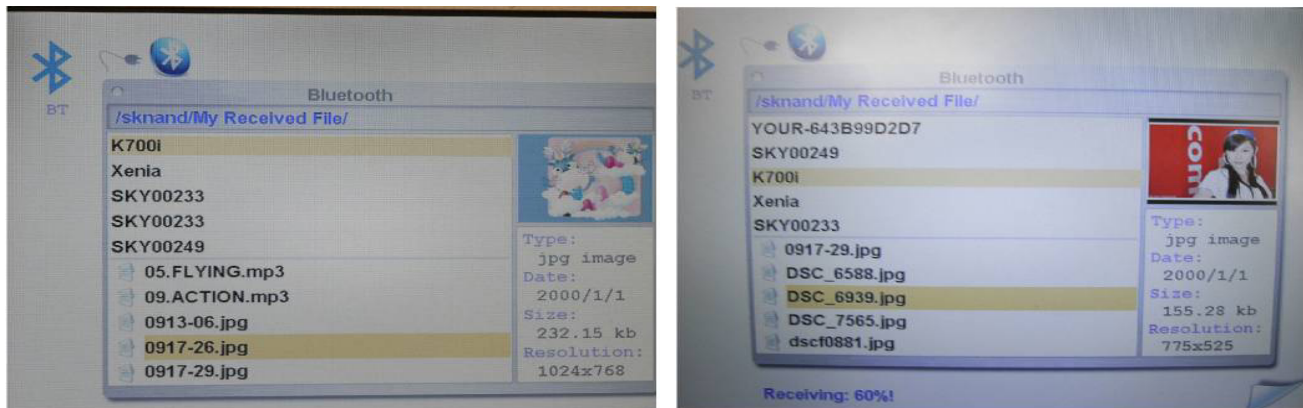 BT
Bluetooth
/sknand/My Received File/
K700i
Xenia
SKY00233
SKY00233
SKY00249
05.FLYING.mp3
09.ACTION.mp3
0913-06.jpg
0917-26.jpg
0917-29.jpg
Type:
jpg image
Date:
2000/1/1
Size:
232.15 kb
Resolution:
1024x768
BT
Bluetooth
/sknand/My Received File/
YOUR-643B99D2D7
SKY00249
K700i
Xenia
SKY00233
0917-29.jpg
DSC_6588.jpg
DSC_6939.jpg
DSC_7565.jpg
dscf0881.jpg
com
Type:
jpg image
Date:
2000/1/1
Size:
155.28 kb
Resolution:
775x525
Receiving: 60%!